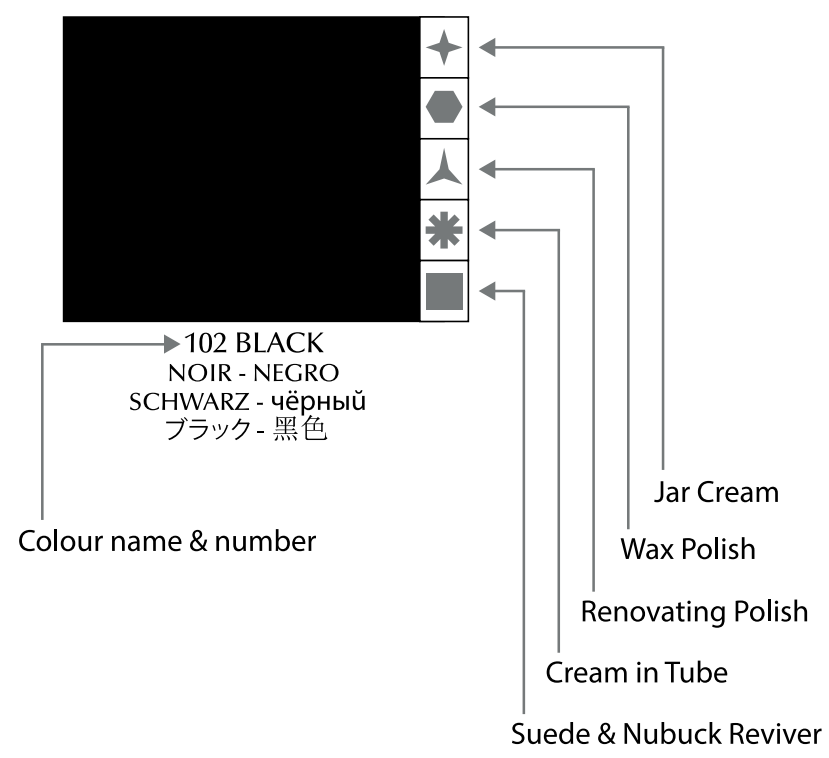 102 BLACK
NOIR - NEGRO
SCHWARZ - чёрный
ブラック - 黑色
Jar Cream
Colour name & number
Wax Polish
Renovating Polish
Cream in Tube
Suede & Nubuck Reviver